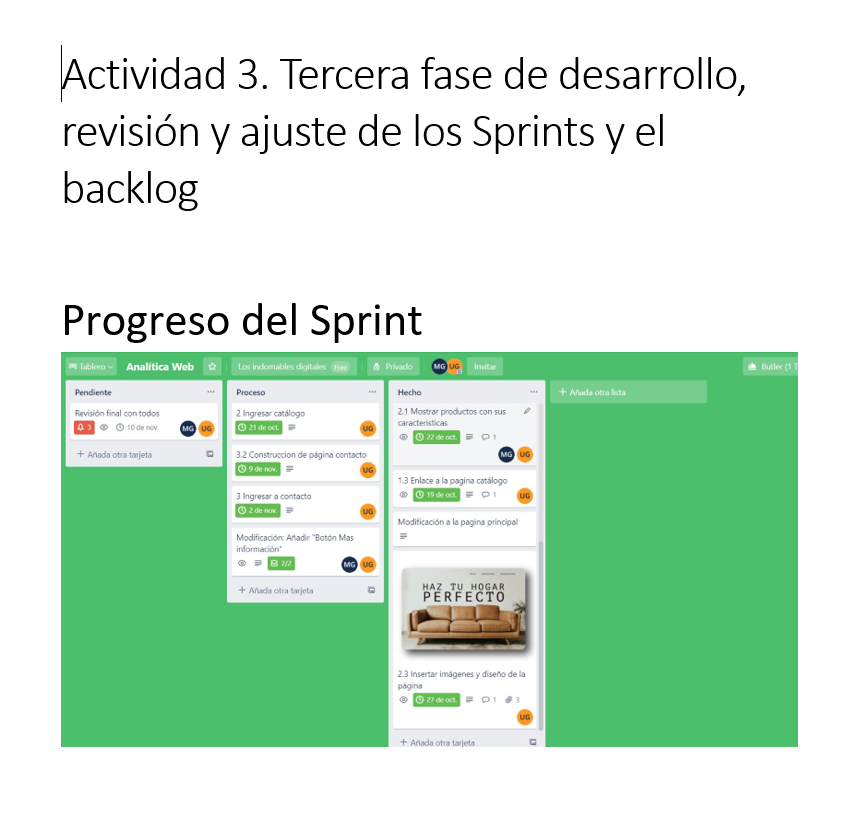 Actividad 3. Tercera fase de desarrollo,
revisión y ajuste de los Sprints y el
backlog
Progreso del Sprint
Tablero
Analítica Web
Los indomables digitales Free
Privado
MG UG
Invitar
Butler (1 T
Pendiente
Revisión final con todos
3
10 de nov.
MG UG
+ Añada otra tarjeta
Proceso
2 Ingresar catálogo
21 de oct.
UG
3.2 Construccion de página contacto
9 de nov.
UG
3 Ingresar a contacto
2 de nov.
UG
Modificación: Añadir "Botón Mas
información"
2/2
MG UG
+ Añada otra tarjeta
Hecho
2.1 Mostrar productos con sus
caracteristicas
22 de oct.
1
MG UG
1.3 Enlace a la pagina catálogo
19 de oct.
1
UG
Modificación a la pagina principal
HAZ TU HOGAR
PERFECTO
2.3 Insertar imágenes y diseño de la
página
27 de oct.
1
3
UG
+ Añada otra tarjeta
+ Añada otra lista